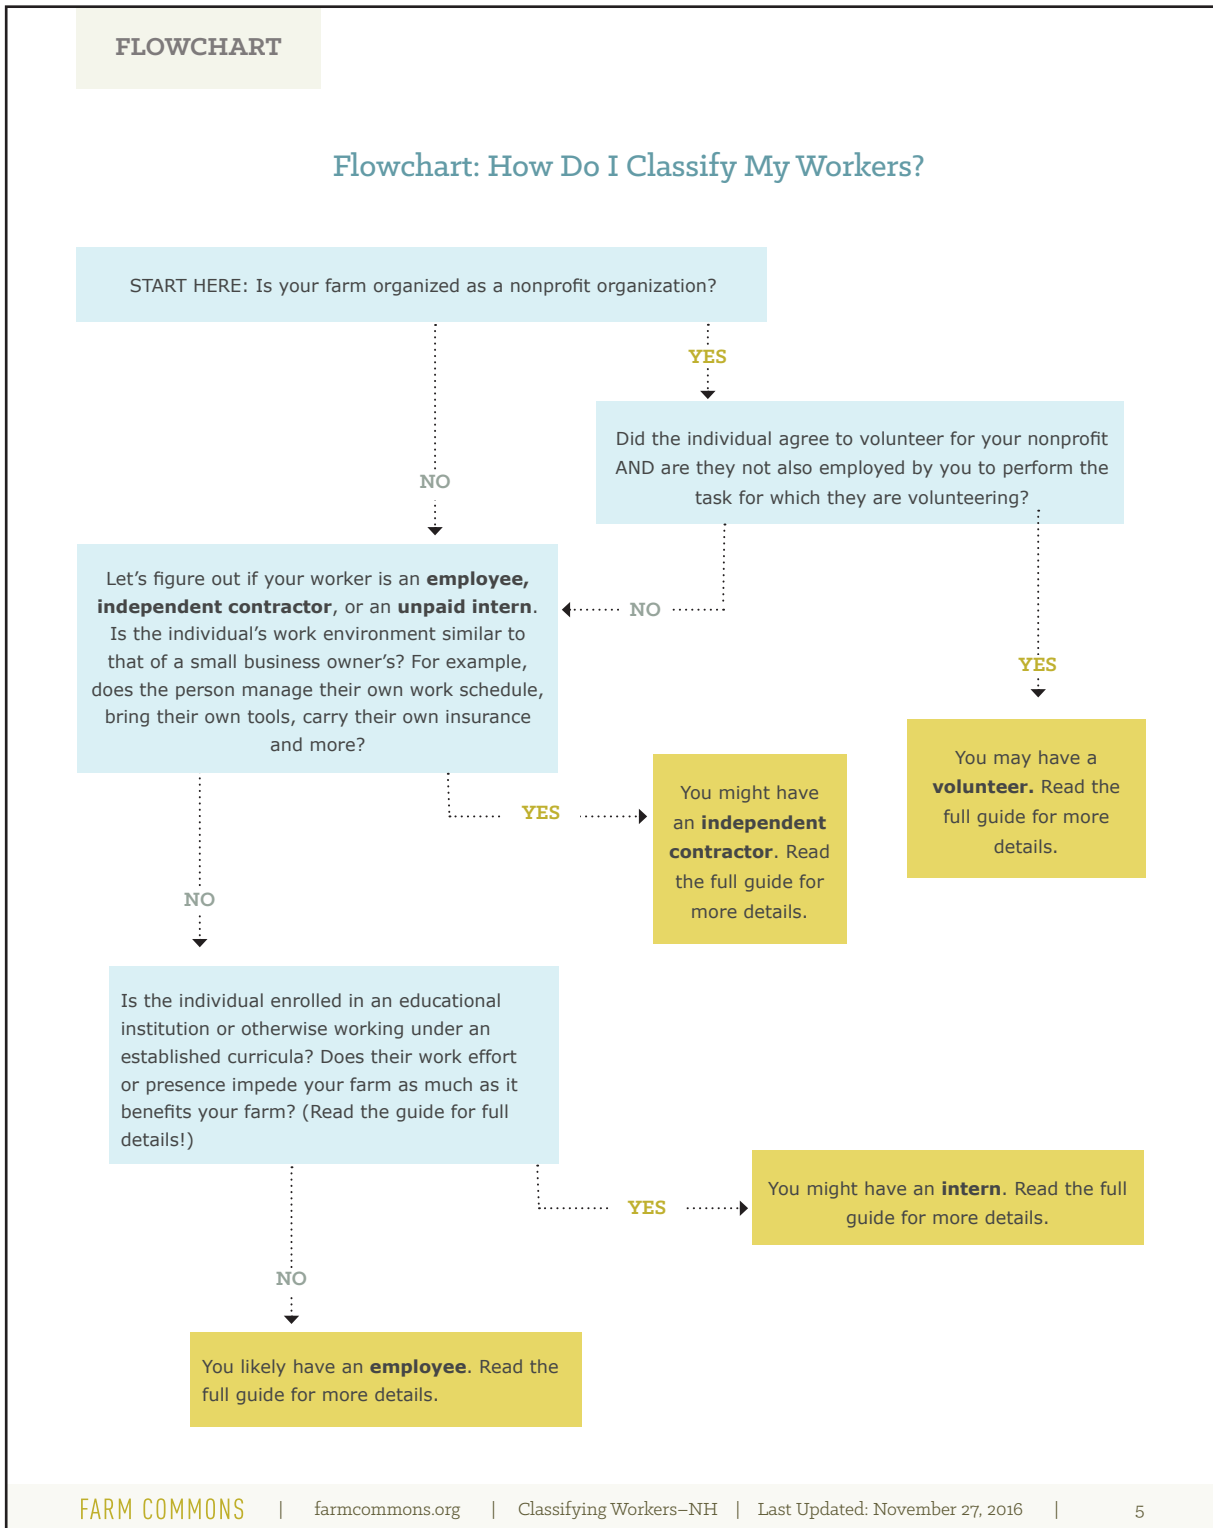 FLOWCHART
Flowchart: How Do I Classify My Workers?
START HERE: Is your farm organized as a nonprofit organization?
YES
Did the individual agree to volunteer for your nonprofit
AND are they not also employed by you to perform the
task for which they are volunteering?
NO
Let’s figure out if your worker is an employee,
independent contractor, or an unpaid intern.
Is the individual’s work environment similar to
that of a small business owner’s? For example,
does the person manage their own work schedule,
bring their own tools, carry their own insurance
and more?
NO
YES
You may have a
volunteer. Read the
full guide for more
details.
YES
You might have
an independent
contractor. Read
the full guide for
more details.
NO
Is the individual enrolled in an educational
institution or otherwise working under an
established curricula? Does their work effort
or presence impede your farm as much as it
benefits your farm? (Read the guide for full
details!)
YES
You might have an intern. Read the full
guide for more details.
NO
You likely have an employee. Read the
full guide for more details.
FARM COMMONS | farmcommons.org | Classifying Workers–NH | Last Updated: November 27, 2016 | 5